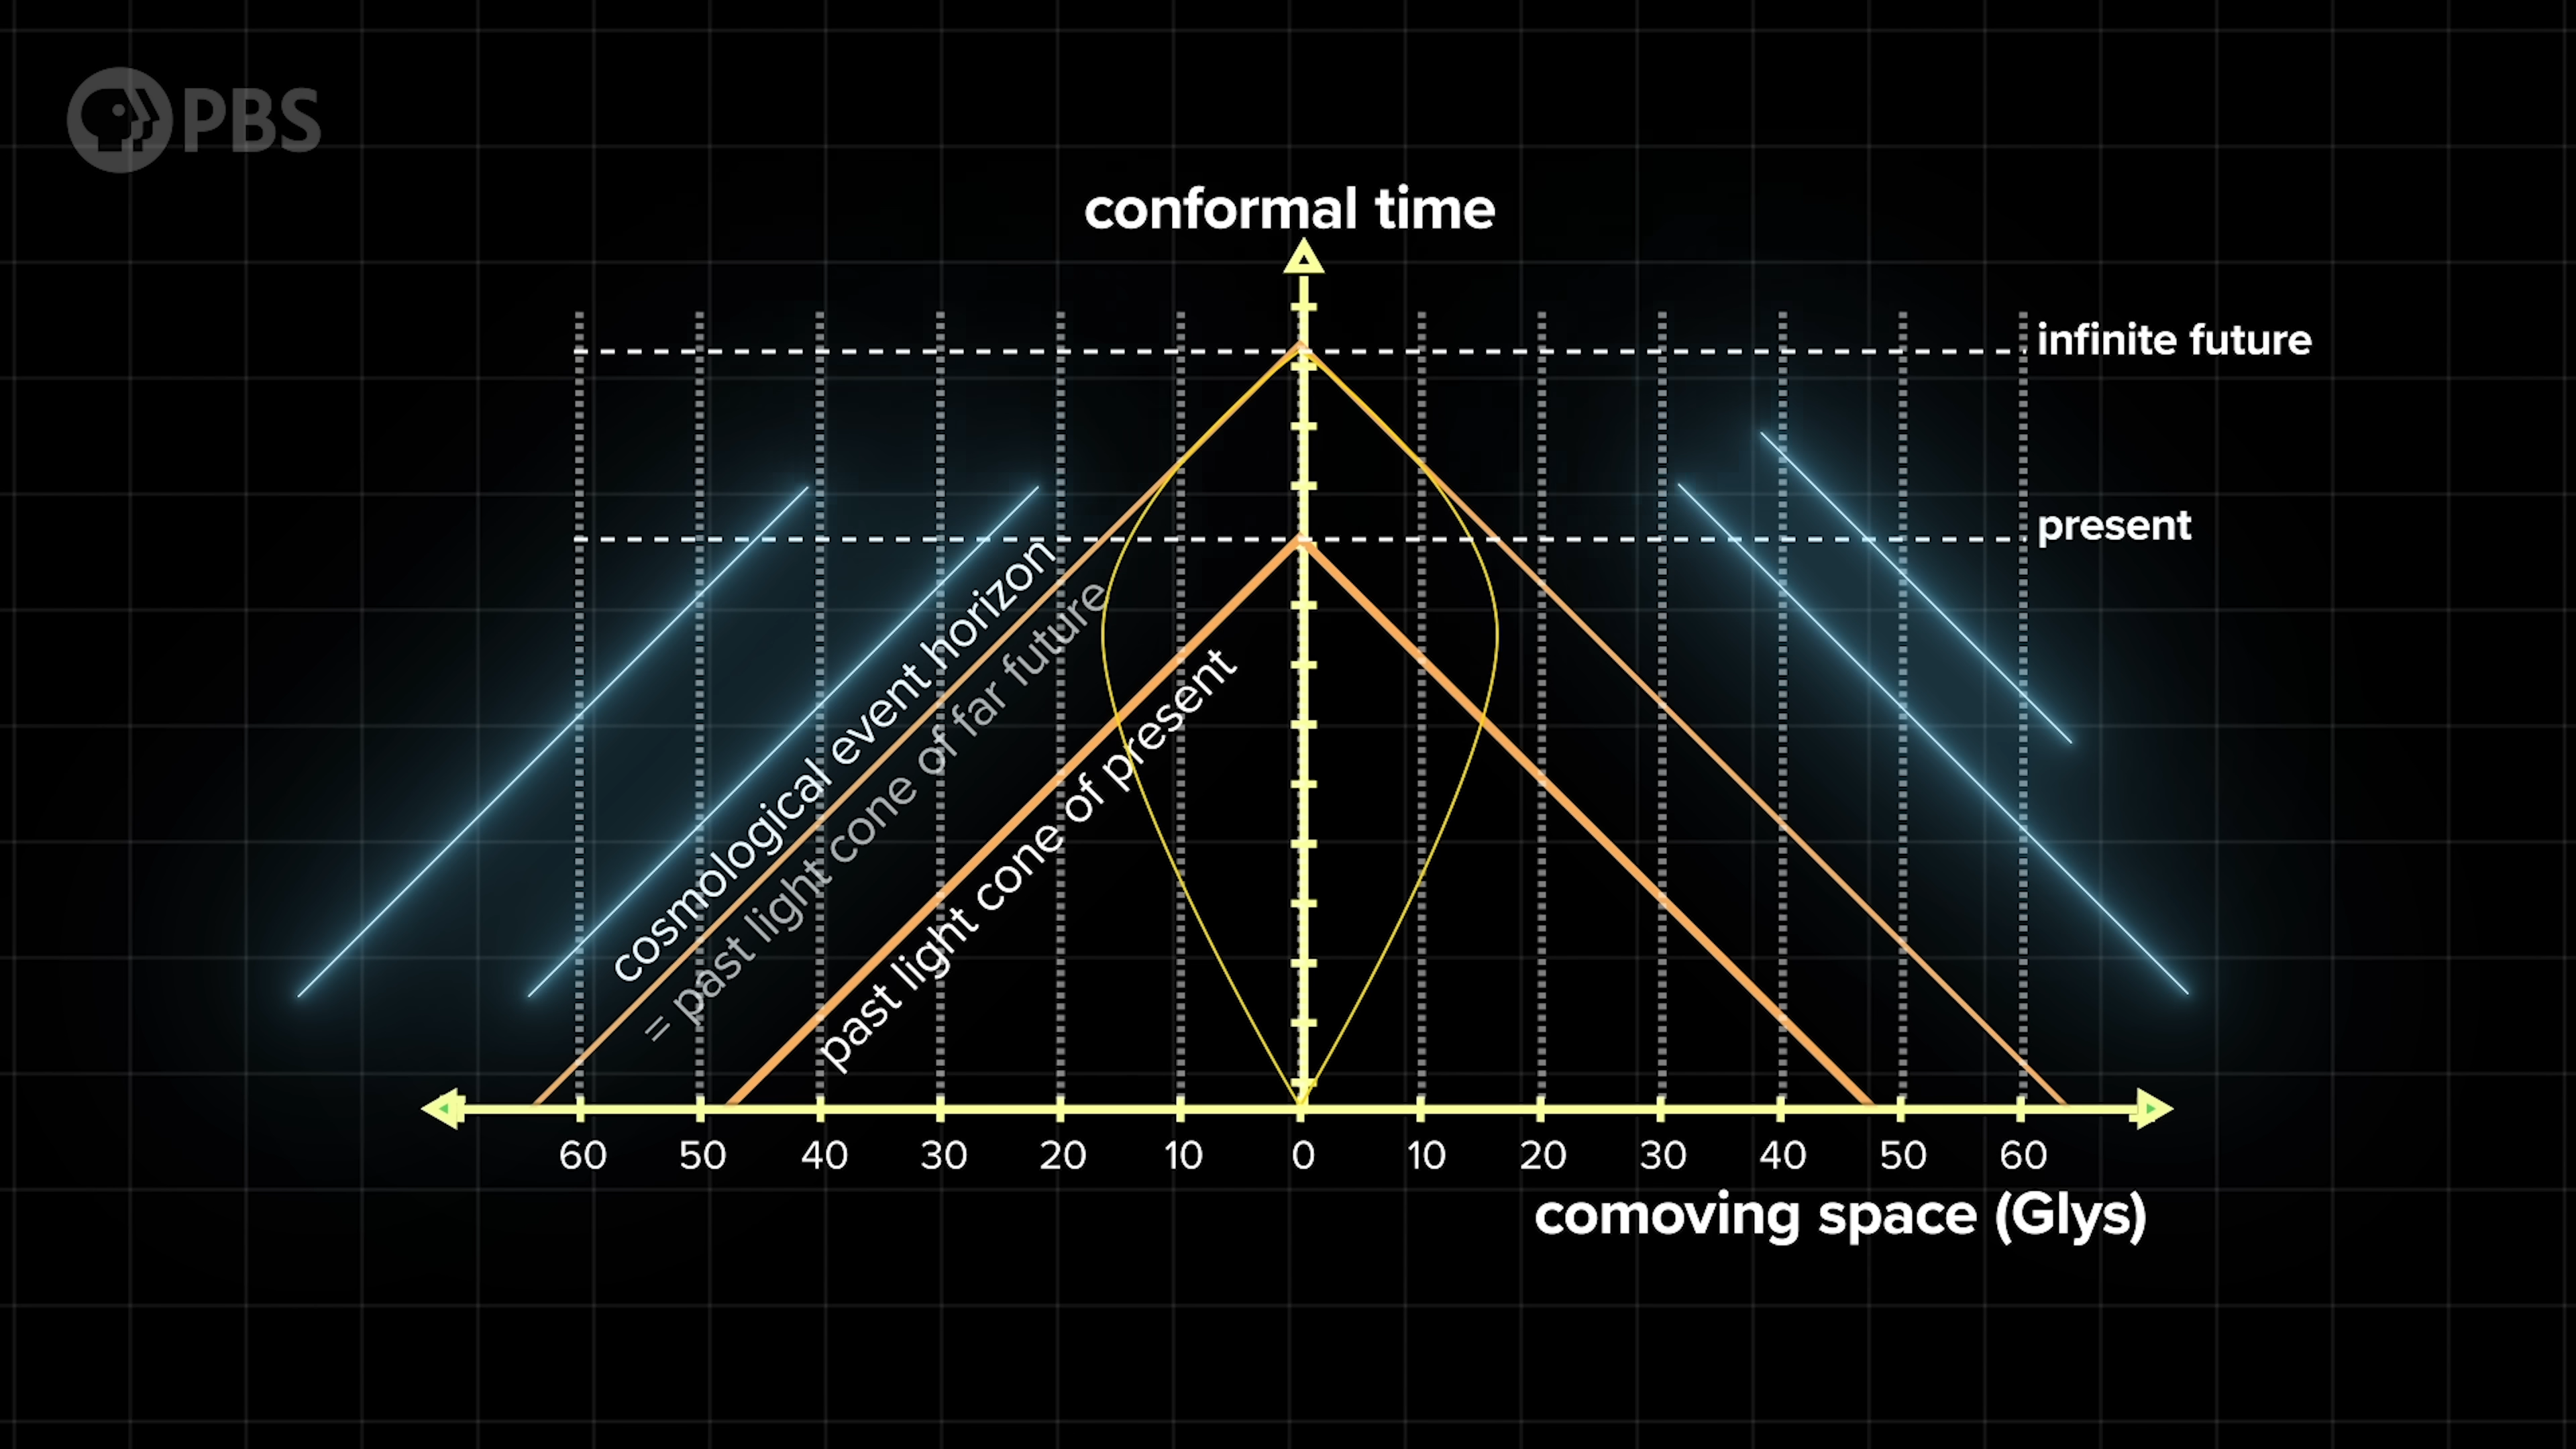 PBS
conformal time
infinite future
present
cosmological event horizon
= past light cone of far future
past light cone of present
60 50 40 30 20 10 0 10 20 30 40 50 60
comoving space (Glys)